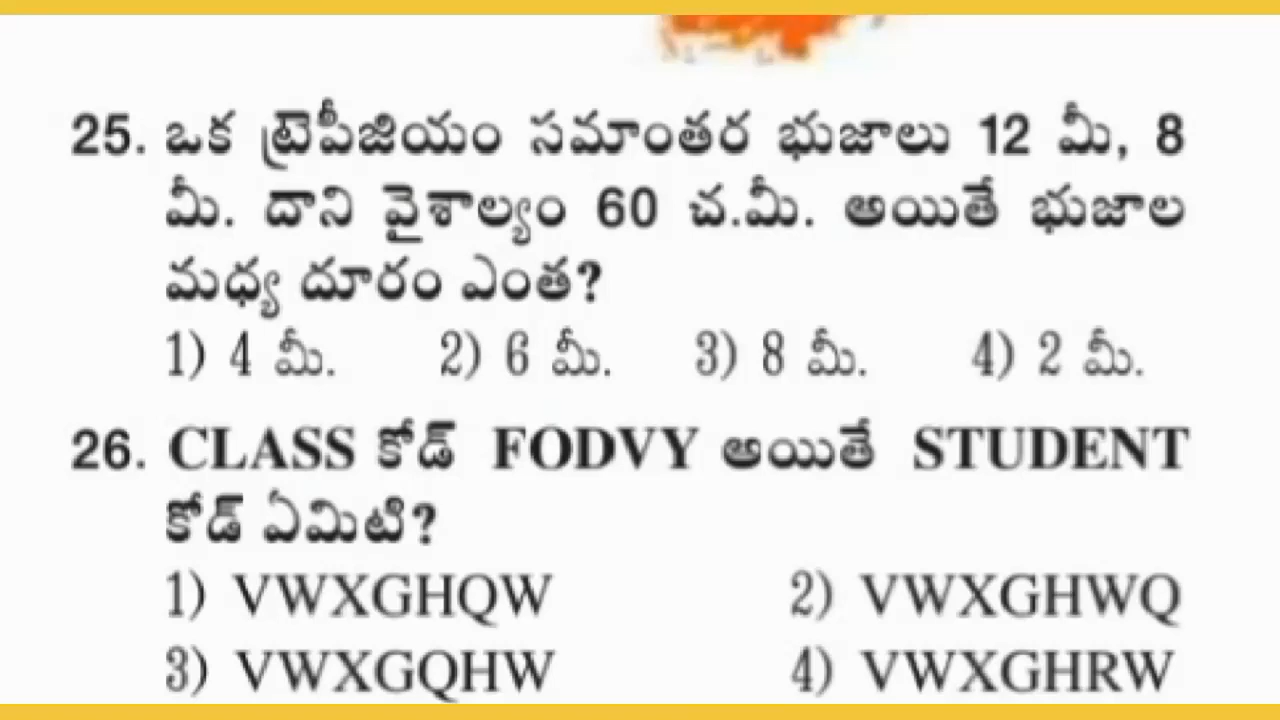 25. ఒక ట్రెపీజియం సమాంతర భుజాలు 12 మీ, 8
మీ. దాని వైశాల్యం 60 చ.మీ. అయితే భుజాల
మధ్య దూరం ఎంత?
1) 4 మీ. 2) 6 మీ. 3) 8 మీ. 4) 2 మీ.
26. CLASS కోడ్ FODVY అయితే STUDENT
కోడ్ ఏమిటి?
1) VWXGHQW 2) VWXGHWQ
3) VWXGQHW 4) VWXGHRW